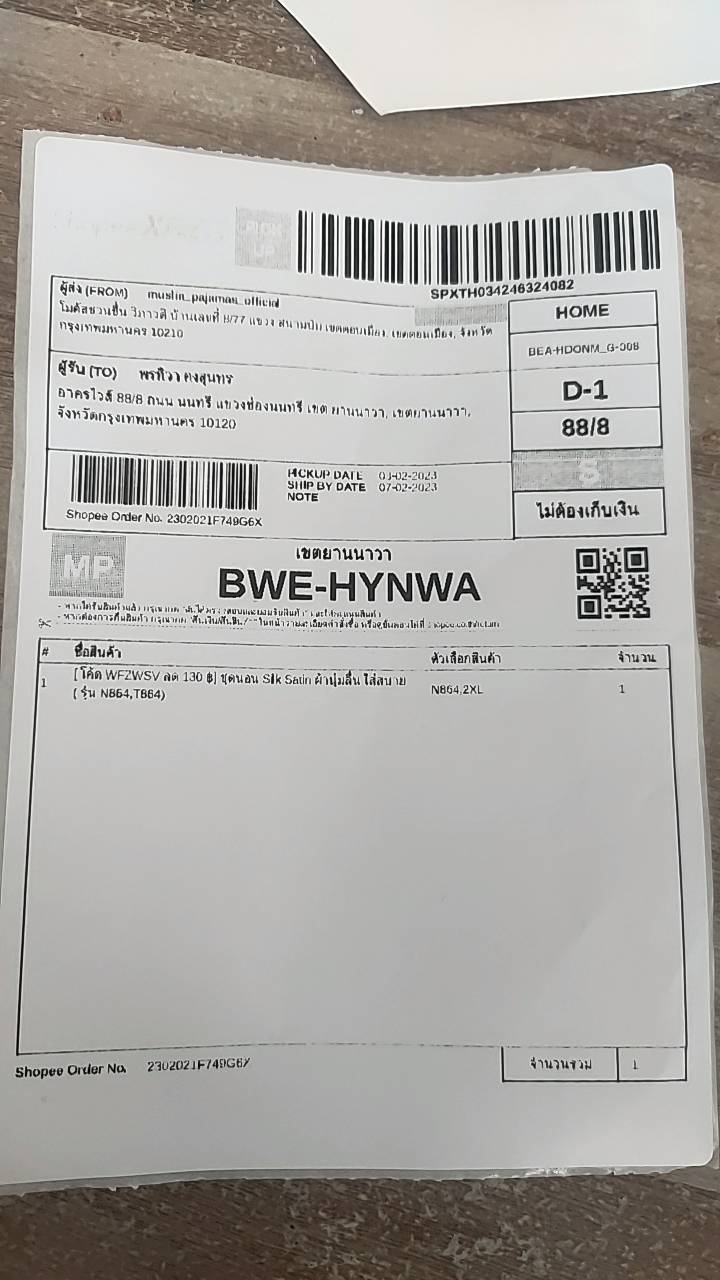 PICK
UP
SPXTH034246324082
ผู้ส่ง (FROM) muslin_pajamas_official
โมดัสชวนชื่น วิภาวดี บ้านเลขที่ 8/77 แขวง สนามบิน เขตดอนเมือง, เขตดอนเมือง, จังหวัด
กรุงเทพมหานคร 10210
HOME
BEA-HDONM_G-008
ผู้รับ (TO) พรทิวา คงสุนทร
อาคารไวส์ 88/8 ถนน นนทรี แขวงช่องนนทรี เขต ยานนาวา, เขตยานนาวา,
จังหวัดกรุงเทพมหานคร 10120
D-1
88/8
S
PICKUP DATE 03-02-2023
SHIP BY DATE 07-02-2023
NOTE
Shopee Order No. 2302021F749G6X
ไม่ต้องเก็บเงิน
MP
เขตยานนาวา
BWE-HYNWA
# ชื่อสินค้า ตัวเลือกสินค้า จำนวน
1 [โค้ด WFZWSV ลด 130 ฿] ชุดนอน Silk Satin ผ้านุ่มลื่น ใส่สบาย N864,2XL 1
( รุ่น N864,T864)
Shopee Order No. 2302021F749G6X
จำนวนรวม 1